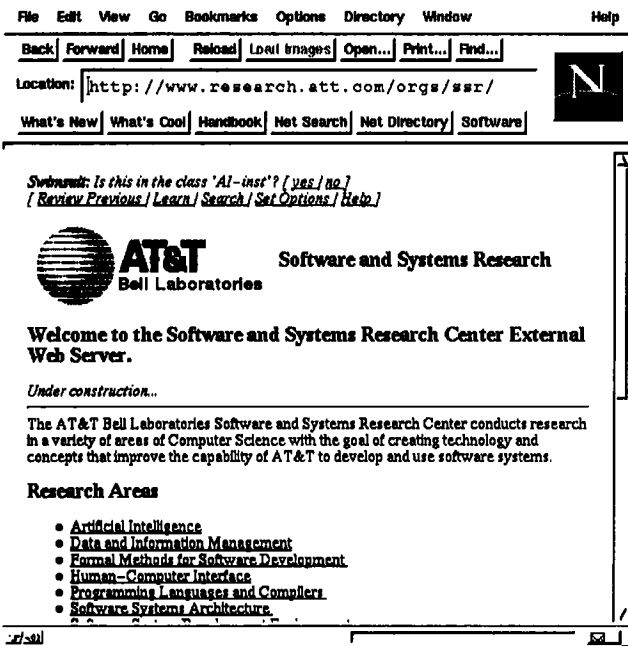 File Edit View Go Bookmarks Options Directory Window Help
Back Forward Home Reload Load Images Open... Print... Find...
Location: http://www.research.att.com/orgs/ssr/
N
What's New What's Cool Handbook Net Search Net Directory Software
Swimsuit: Is this in the class 'AI-inst'? [ yes / no ]
[ Review Previous / Learn / Search / Set Options / Help ]
AT&T
Bell Laboratories
Software and Systems Research
Welcome to the Software and Systems Research Center External
Web Server.
Under construction...
The AT&T Bell Laboratories Software and Systems Research Center conducts research
in a variety of areas of Computer Science with the goal of creating technology and
concepts that improve the capability of AT&T to develop and use software systems.
Research Areas
● Artificial Intelligence
● Data and Information Management
● Formal Methods for Software Development
● Human-Computer Interface
● Programming Languages and Compilers
● Software Systems Architecture